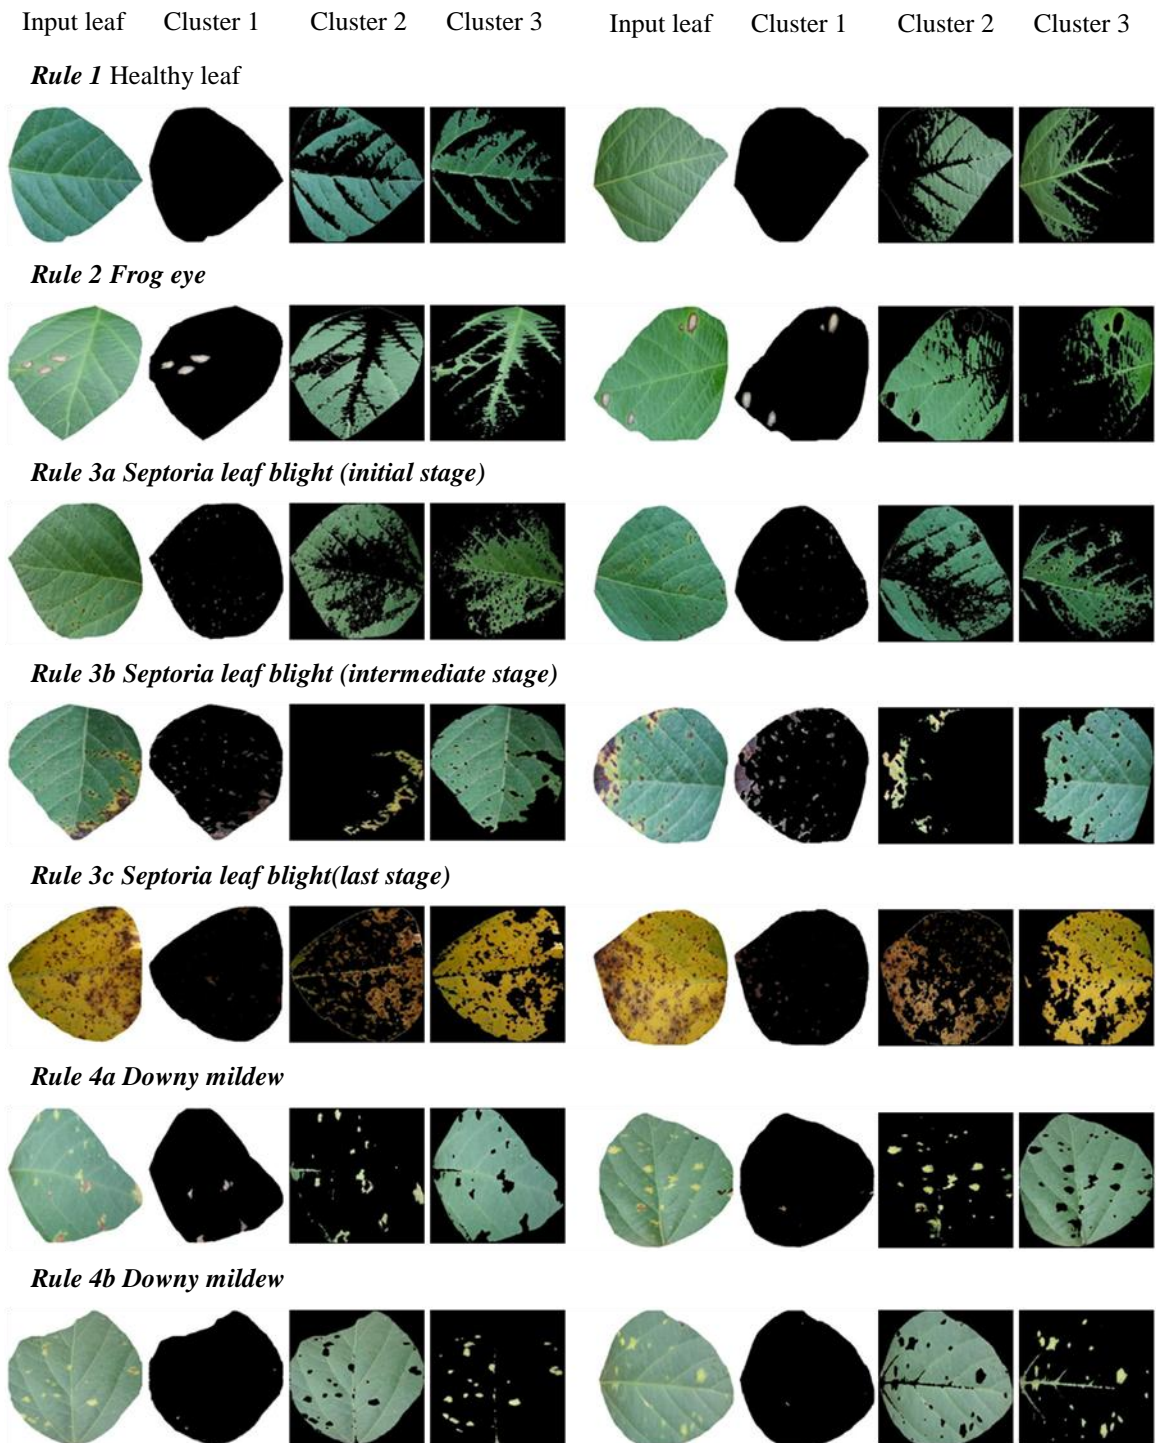 Input leaf Cluster 1 Cluster 2 Cluster 3 Input leaf Cluster 1 Cluster 2 Cluster 3
Rule 1 Healthy leaf
Rule 2 Frog eye
Rule 3a Septoria leaf blight (initial stage)
Rule 3b Septoria leaf blight (intermediate stage)
Rule 3c Septoria leaf blight(last stage)
Rule 4a Downy mildew
Rule 4b Downy mildew